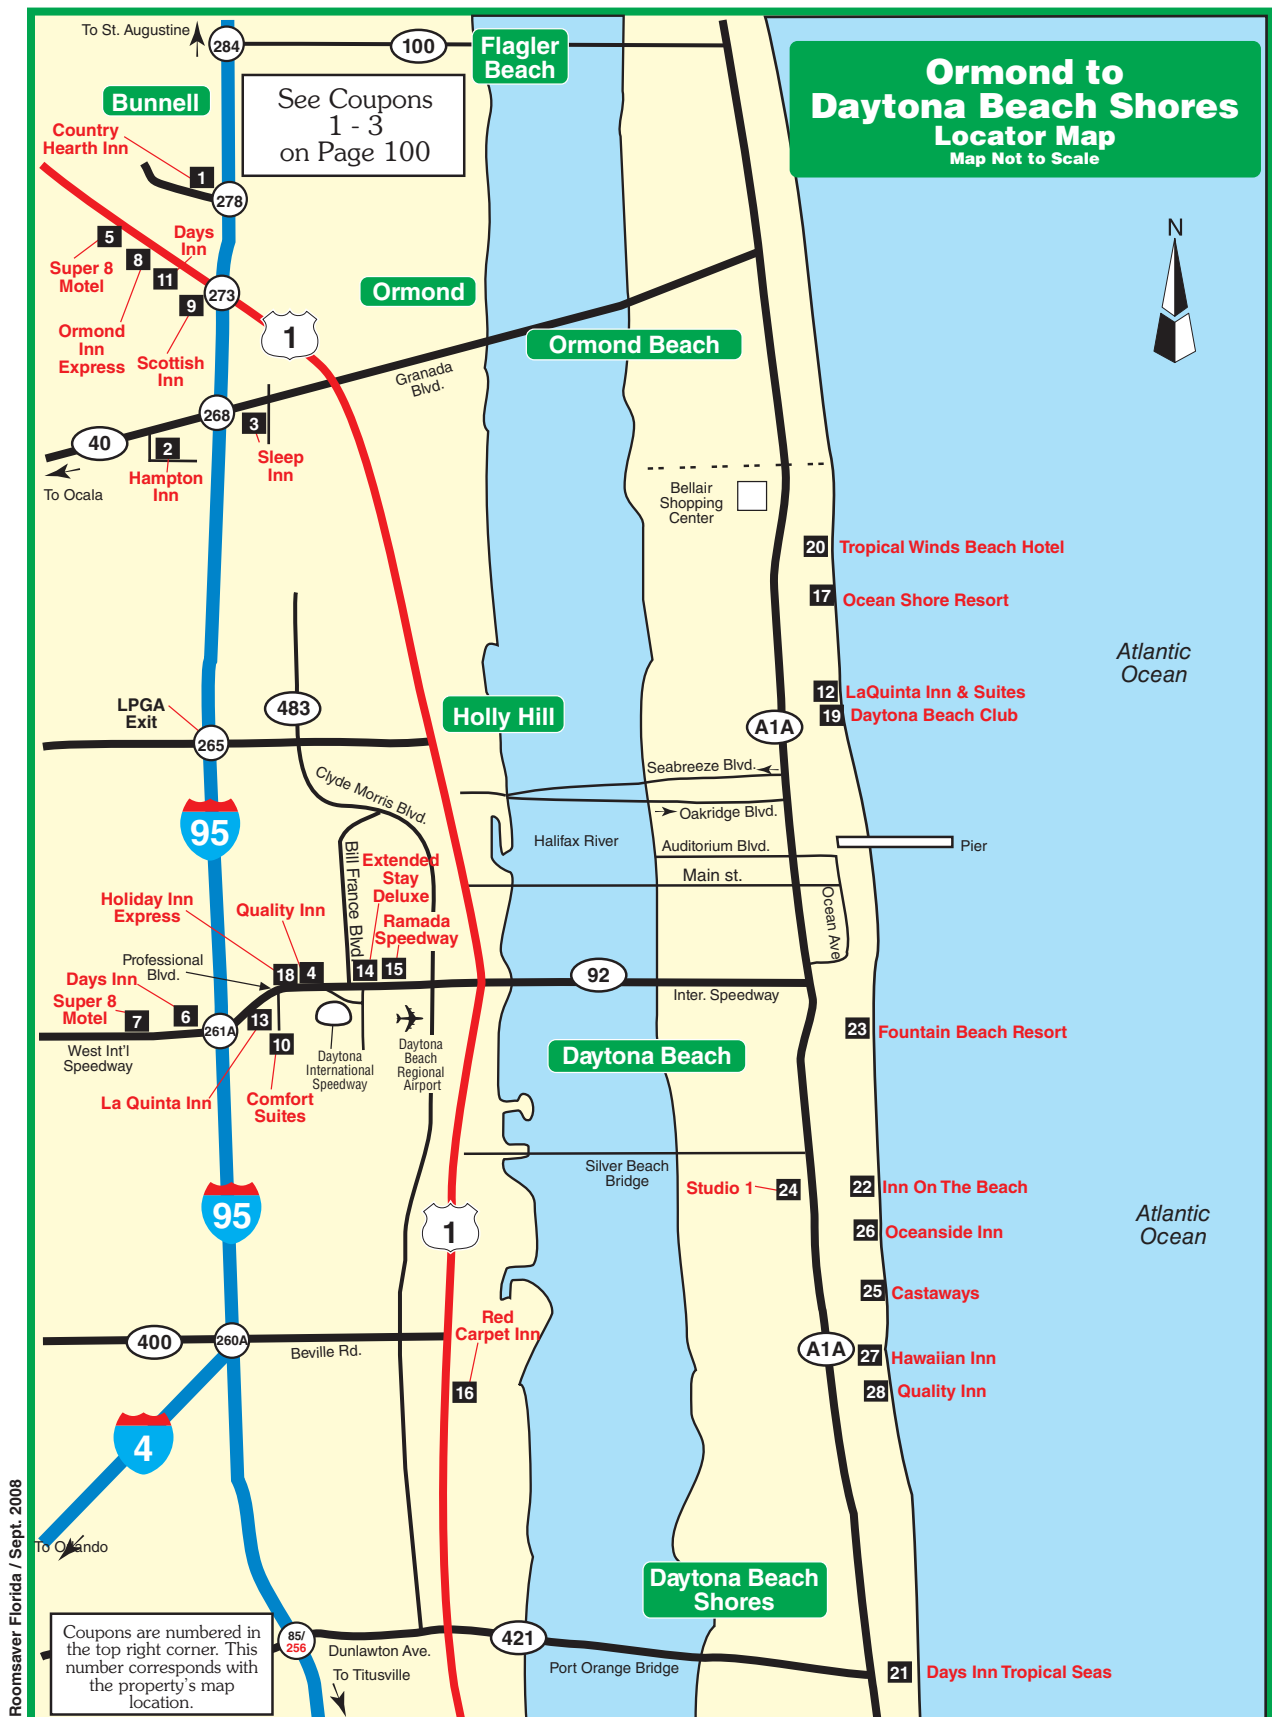 To St. Augustine
284
100
Flagler
Beach
Ormond to
Daytona Beach Shores
Locator Map
Map Not to Scale
Bunnell
See Coupons
1 - 3
on Page 100
Country
Hearth Inn
1
278
N
5
Super 8
Motel
8
Days
Inn
11
9
273
Ormond
Inn
Express
Scottish
Inn
1
Ormond
Ormond Beach
Granada
Blvd.
268
40
To Ocala
2
Hampton
Inn
3
Sleep
Inn
Bellair
Shopping
Center
20
Tropical Winds Beach Hotel
17
Ocean Shore Resort
Atlantic
Ocean
12
LaQuinta Inn & Suites
19
Daytona Beach Club
A1A
LPGA
Exit
265
483
Holly Hill
Clyde Morris Blvd.
Seabreeze Blvd.
Oakridge Blvd.
95
Halifax River
Auditorium Blvd.
Main st.
Pier
Ocean Ave
Bill France Blvd
Extended
Stay
Deluxe
Holiday Inn
Express
Quality Inn
Ramada
Speedway
Professional
Blvd.
18
4
14
15
92
Inter. Speedway
Days Inn
Super 8
Motel
7
6
261A
13
10
West Int'l
Speedway
Daytona
International
Speedway
Daytona
Beach
Regional
Airport
La Quinta Inn
Comfort
Suites
Daytona Beach
23
Fountain Beach Resort
Silver Beach
Bridge
Studio 1
24
22
Inn On The Beach
26
Oceanside Inn
Atlantic
Ocean
25
Castaways
95
1
A1A
27
Hawaiian Inn
28
Quality Inn
400
260A
Beville Rd.
Red
Carpet Inn
16
4
To Orlando
Daytona Beach
Shores
Coupons are numbered in
the top right corner. This
number corresponds with
the property's map
location.
85/
256
Dunlawton Ave.
To Titusville
421
Port Orange Bridge
21
Days Inn Tropical Seas
Roomsaver Florida / Sept. 2008